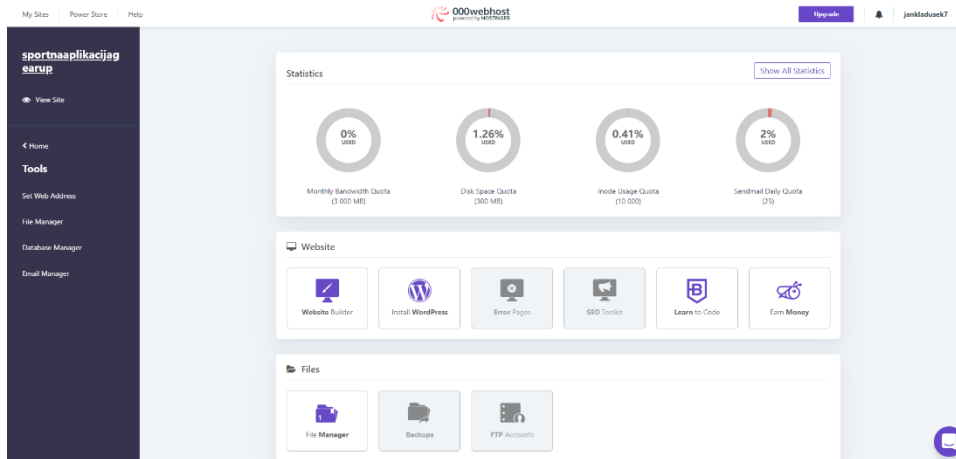 My Sites Power Store Help
000webhost
powered by HOSTINGER
Upgrade
jankladusek7
sportnaaplikacijag
earup
View Site
Home
Tools
Set Web Address
File Manager
Database Manager
Email Manager
Statistics
Show All Statistics
0%
USED
1.26%
USED
0.41%
USED
2%
USED
Monthly Bandwidth Quota
(3 000 MB)
Disk Space Quota
(300 MB)
Inode Usage Quota
(10 000)
Sendmail Daily Quota
(25)
Website
Website Builder
Install WordPress
Error Pages
SEO Toolkit
Learn to Code
Earn Money
Files
File Manager
Backups
FTP Accounts